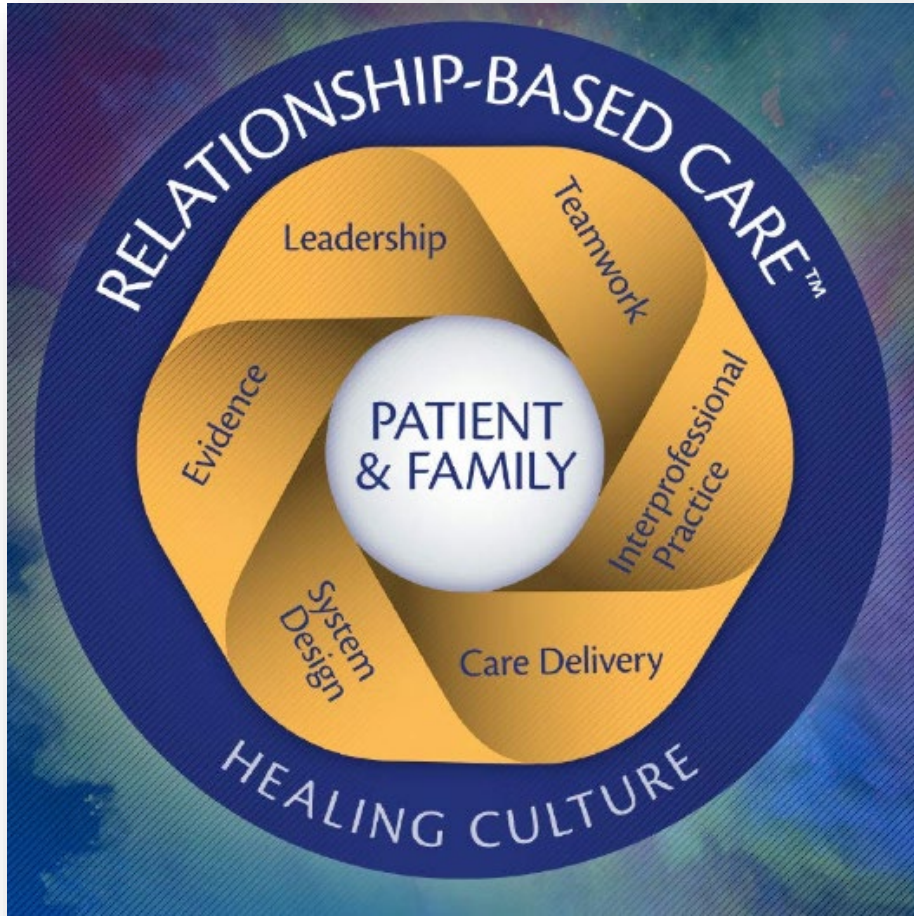 RELATIONSHIP-BASED CARE™
Leadership
Teamwork
Evidence
PATIENT
& FAMILY
Interprofessional
Practice
System
Design
Care Delivery
HEALING CULTURE